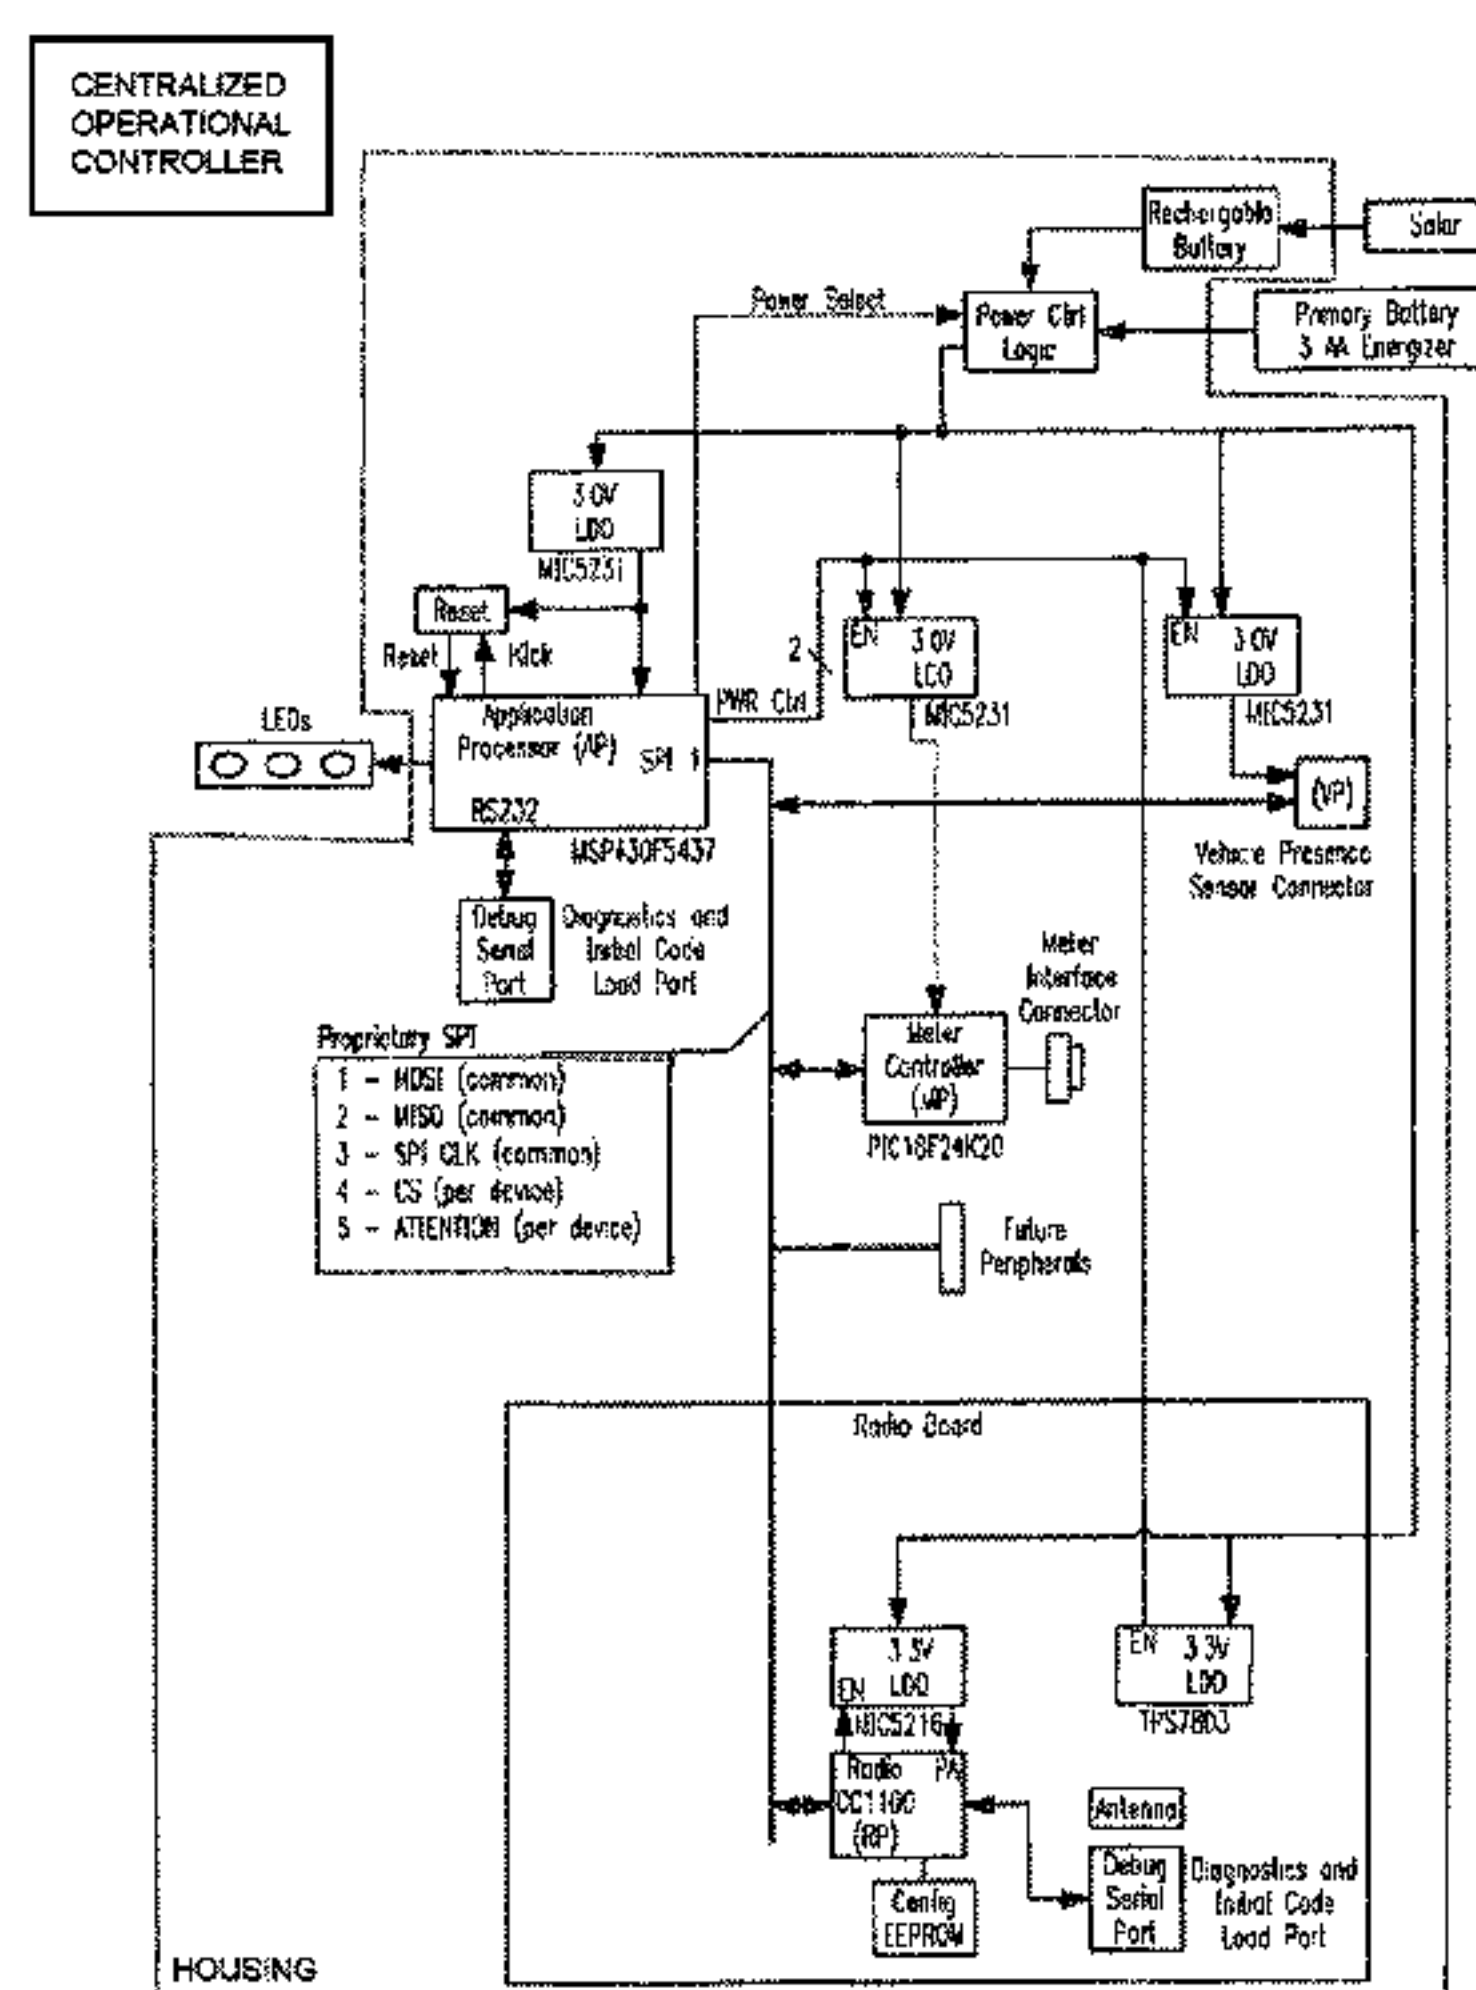 CENTRALIZED
OPERATIONAL
CONTROLLER
Rechargable
Battery
Solar
Power Select
Power Ctrl
Logic
Primary Battery
3 AA Energizer
3.0V
LDO
MIC5231
Reset
Reset
Kick
2
EN
3.0V
LDO
MIC5231
EN
3.0V
LDO
MIC5231
PWR Ctrl
LEDs
Application
Processor (AP)
SPI 1
RS232
MSP430F5437
(VP)
Vehicle Presence
Sensor Connector
Debug
Serial
Port
Diagnostics and
Initial Code
Load Port
Meter
Interface
Connector
Proprietary SPI
1 - MOSI (common)
2 - MISO (common)
3 - SPI CLK (common)
4 - CS (per device)
5 - ATTENTION (per device)
Meter
Controller
(MP)
PIC18F24K20
Future
Peripherals
Radio Board
3.3V
LDO
EN
MIC5216
EN
3.3V
LDO
Radio
PA
CC1100
(RP)
Antenna
Config
EEPROM
Debug
Serial
Port
Diagnostics and
Initial Code
Load Port
HOUSING